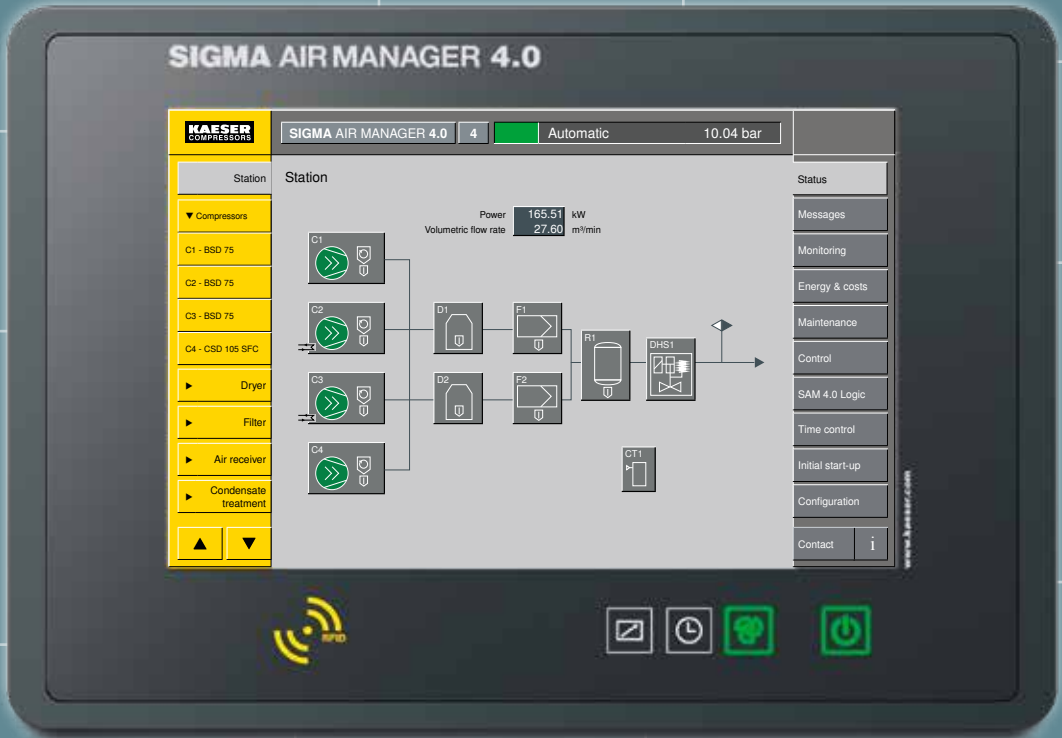 SIGMA AIR MANAGER 4.0
KAESER
COMPRESSORS
SIGMA AIR MANAGER 4.0
4
Automatic
10.04 bar
Station
▼ Compressors
C1 - BSD 75
C2 - BSD 75
C3 - BSD 75
C4 - CSD 105 SFC
► Dryer
► Filter
► Air receiver
► Condensate
treatment
▲ ▼
Station
Power 165.51 kW
Volumetric flow rate 27.60 m³/min
C1
C2
D1
F1
R1
DHS1
C3
D2
F2
C4
CT1
Status
Messages
Monitoring
Energy & costs
Maintenance
Control
SAM 4.0 Logic
Time control
Initial start-up
Configuration
Contact i
www.kaeser.com
RFID